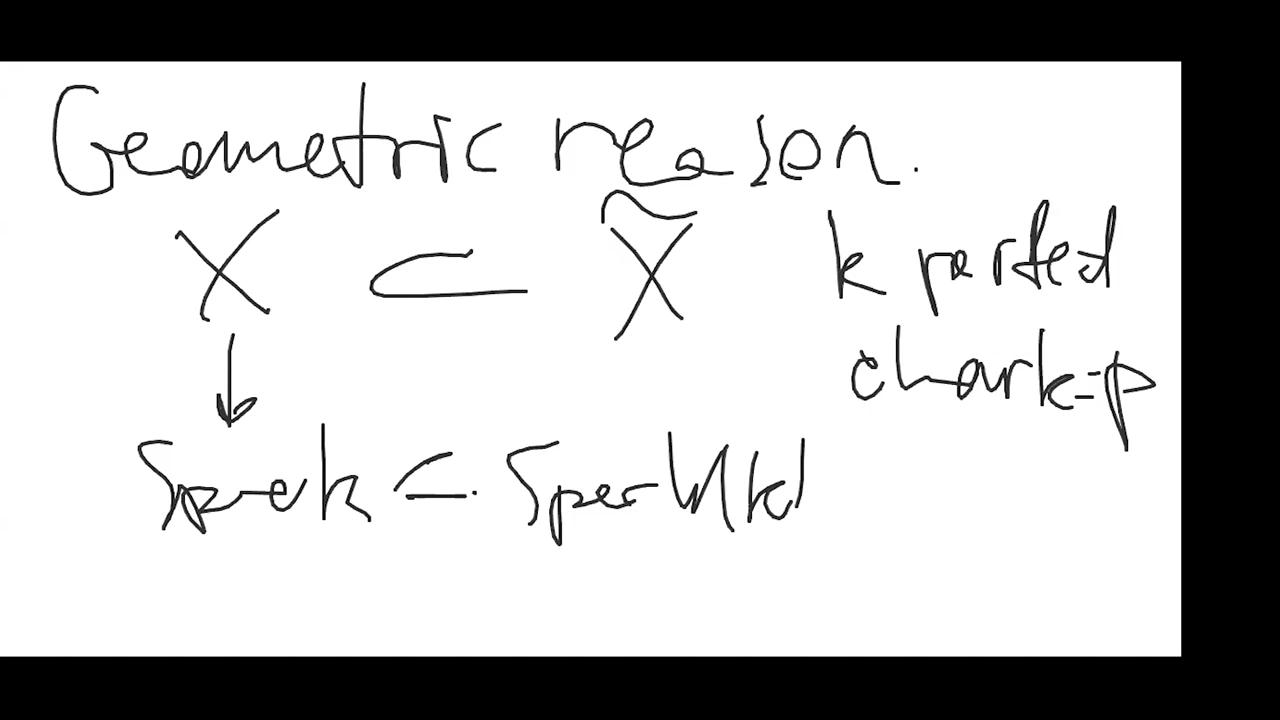 Geometric reason.
X ⊂ X̃ k perfect
↓ char k = p
Spec k ⊂ Spec W(k)